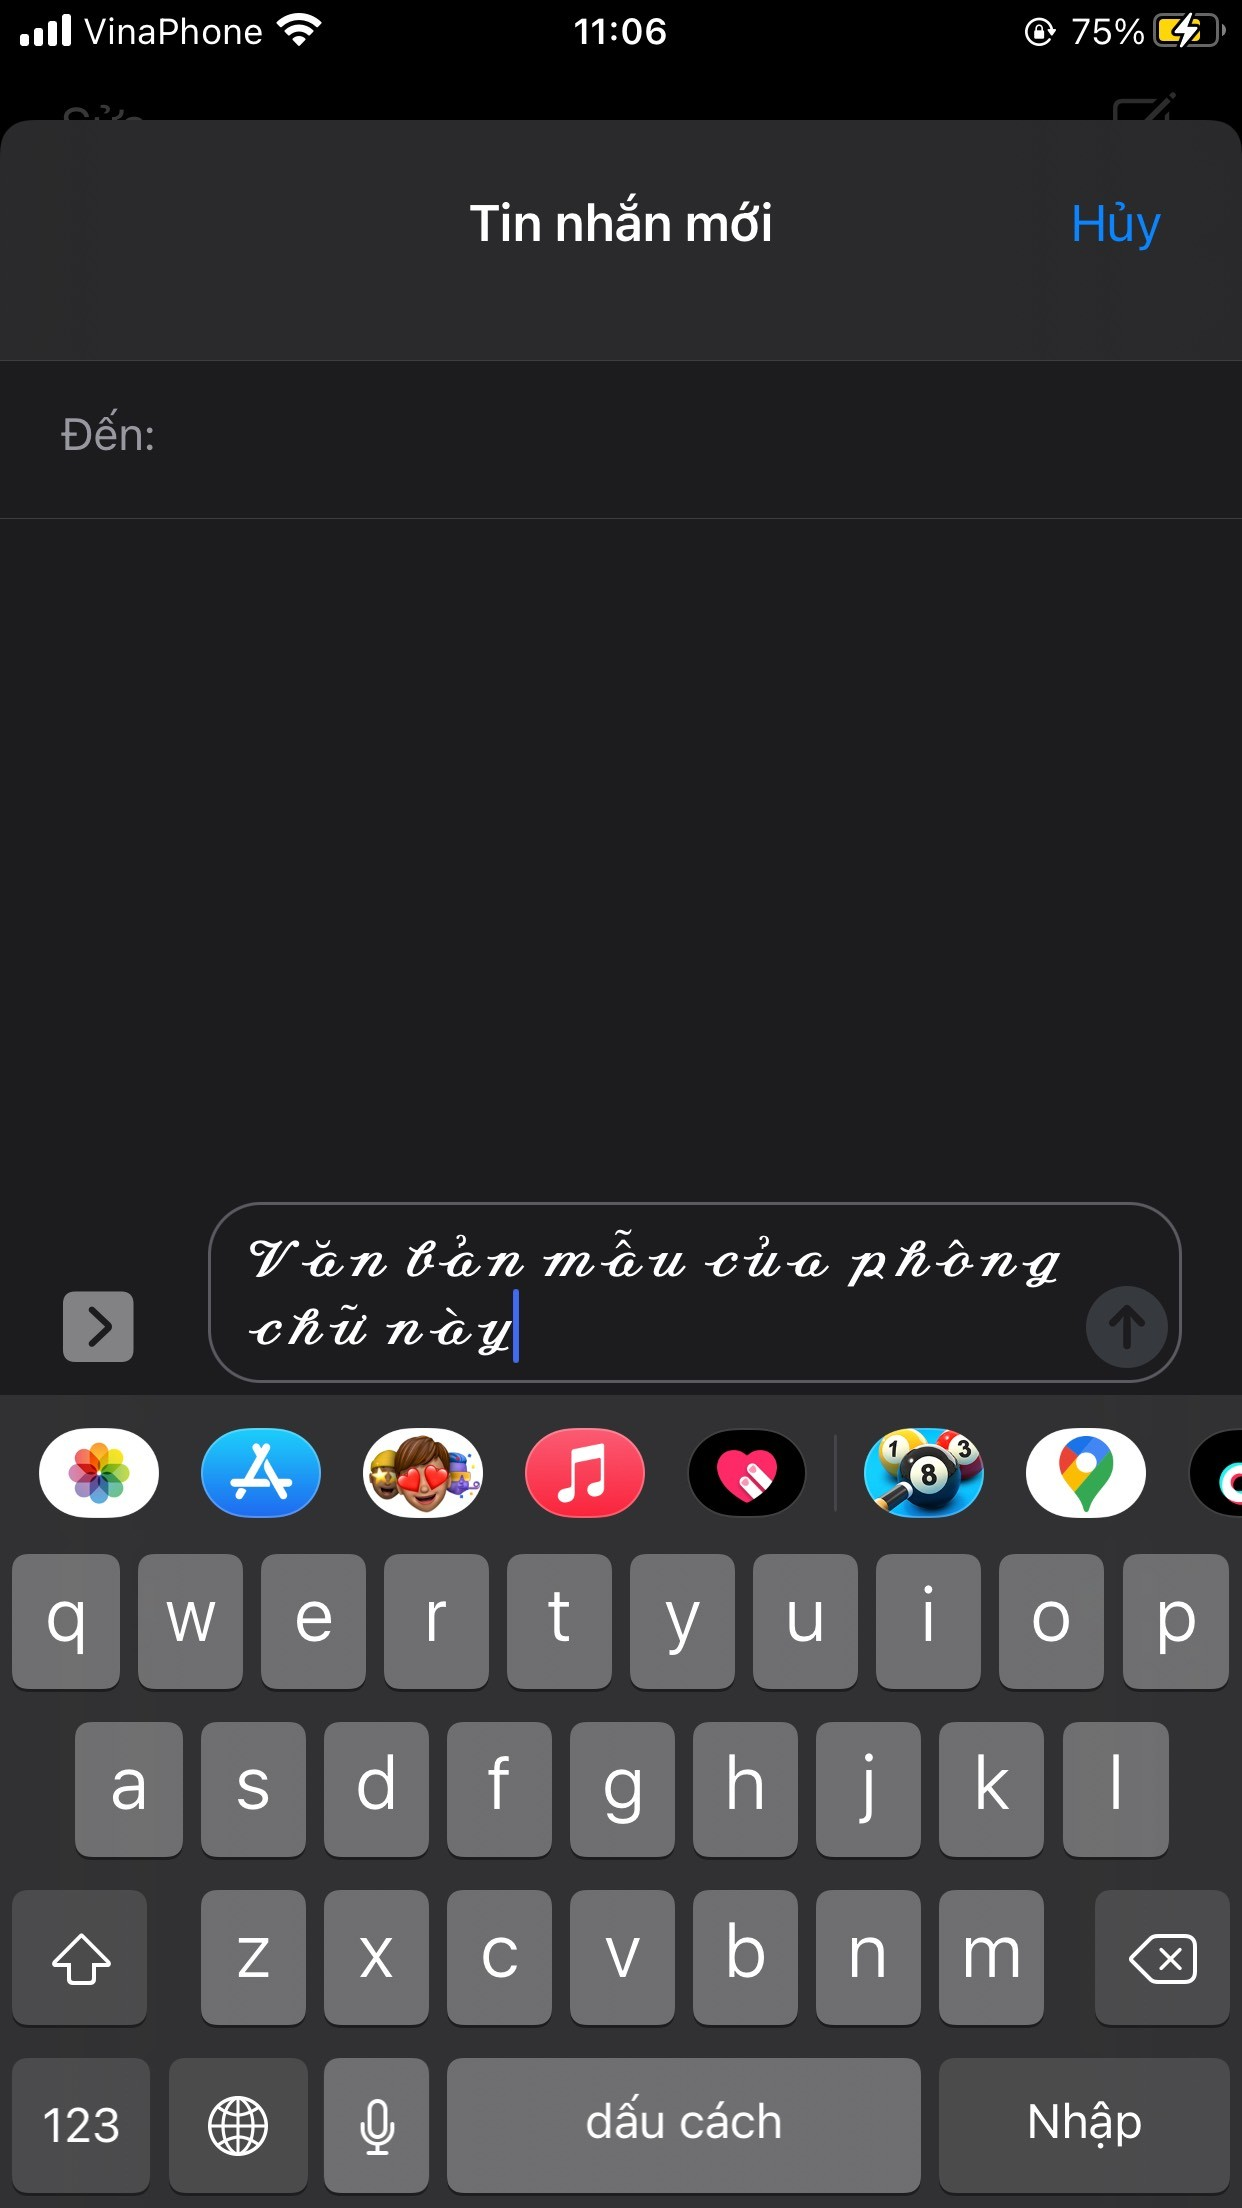 VinaPhone 11:06 75%
Sửa
Tin nhắn mới Hủy
Đến:
Văn bản mẫu của phông
chữ này
1 8 3
q w e r t y u i o p
a s d f g h j k l
z x c v b n m
123 dấu cách Nhập